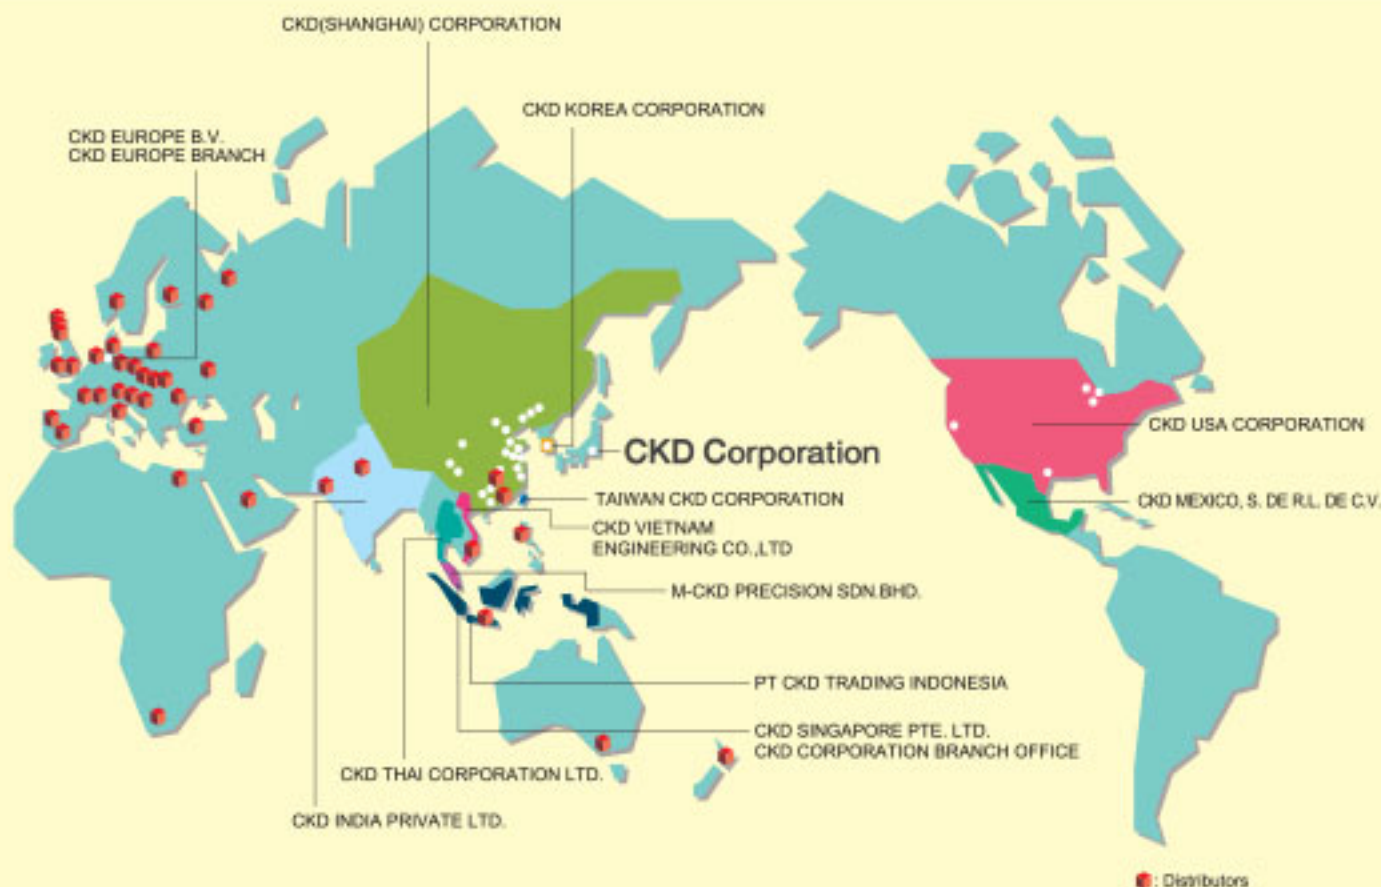 CKD(SHANGHAI) CORPORATION
CKD KOREA CORPORATION
CKD EUROPE B.V.
CKD EUROPE BRANCH
CKD USA CORPORATION
CKD Corporation
TAIWAN CKD CORPORATION
CKD MEXICO, S. DE R.L. DE C.V.
CKD VIETNAM
ENGINEERING CO.,LTD
M-CKD PRECISION SDN.BHD.
PT CKD TRADING INDONESIA
CKD SINGAPORE PTE. LTD.
CKD CORPORATION BRANCH OFFICE
CKD THAI CORPORATION LTD.
CKD INDIA PRIVATE LTD.
: Distributors